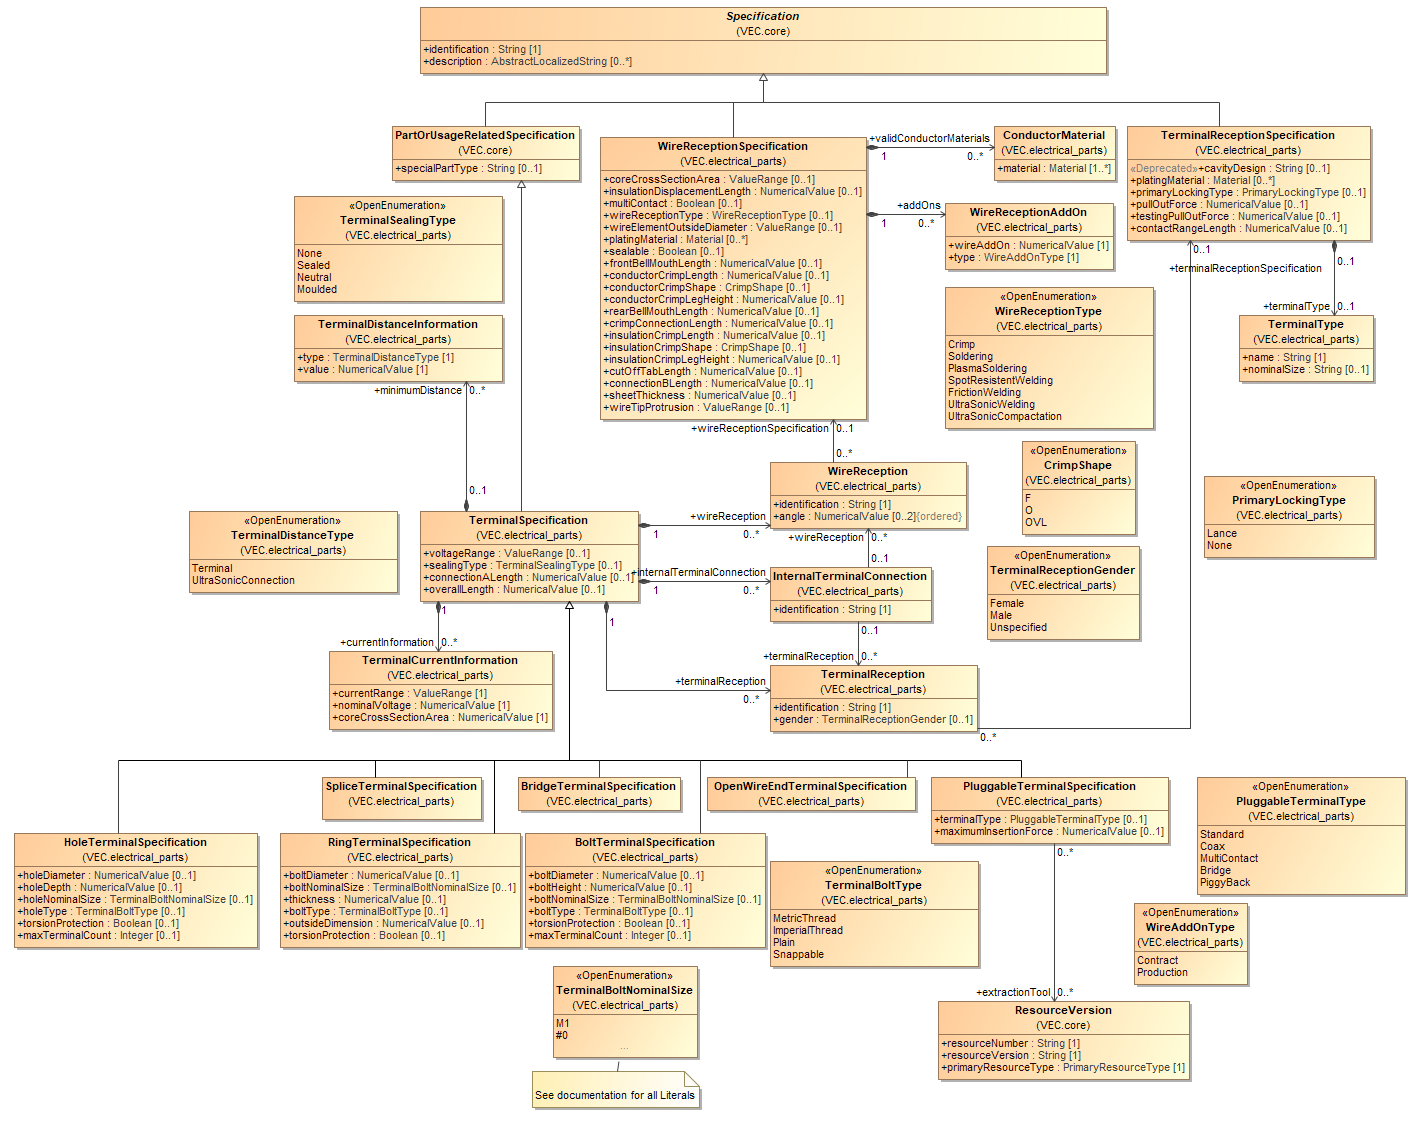 Specification
(VEC.core)
+identification : String [1]
+description : AbstractLocalizedString [0..*]
PartOrUsageRelatedSpecification
(VEC.core)
+specialPartType : String [0..1]
WireReceptionSpecification
(VEC.electrical_parts)
+coreCrossSectionArea : ValueRange [0..1]
+insulationDisplacementLength : NumericalValue [0..1]
+multiContact : Boolean [0..1]
+wireReceptionType : WireReceptionType [0..1]
+wireElementOutsideDiameter : ValueRange [0..1]
+platingMaterial : Material [0..*]
+sealable : Boolean [0..1]
+frontBellMouthLength : NumericalValue [0..1]
+conductorCrimpLength : NumericalValue [0..1]
+conductorCrimpShape : CrimpShape [0..1]
+conductorCrimpLegHeight : NumericalValue [0..1]
+rearBellMouthLength : NumericalValue [0..1]
+crimpConnectionLength : NumericalValue [0..1]
+insulationCrimpLength : NumericalValue [0..1]
+insulationCrimpShape : CrimpShape [0..1]
+insulationCrimpLegHeight : NumericalValue [0..1]
+cutOffTabLength : NumericalValue [0..1]
+connectionBLength : NumericalValue [0..1]
+sheetThickness : NumericalValue [0..1]
+wireTipProtrusion : ValueRange [0..1]
+validConductorMaterials
1
0..*
ConductorMaterial
(VEC.electrical_parts)
+material : Material [1..*]
+addOns
1
0..*
WireReceptionAddOn
(VEC.electrical_parts)
+wireAddOn : NumericalValue [1]
+type : WireAddOnType [1]
TerminalReceptionSpecification
(VEC.electrical_parts)
«Deprecated»+cavityDesign : String [0..1]
+platingMaterial : Material [0..*]
+primaryLockingType : PrimaryLockingType [0..1]
+pullOutForce : NumericalValue [0..1]
+testingPullOutForce : NumericalValue [0..1]
+contactRangeLength : NumericalValue [0..1]
0..1
+terminalReceptionSpecification
0..1
+terminalType
0..1
TerminalType
(VEC.electrical_parts)
+name : String [1]
+nominalSize : String [0..1]
«OpenEnumeration»
TerminalSealingType
(VEC.electrical_parts)
None
Sealed
Neutral
Moulded
TerminalDistanceInformation
(VEC.electrical_parts)
+type : TerminalDistanceType [1]
+value : NumericalValue [1]
+minimumDistance
0..*
0..1
«OpenEnumeration»
WireReceptionType
(VEC.electrical_parts)
Crimp
Soldering
PlasmaSoldering
SpotResistentWelding
FrictionWelding
UltraSonicWelding
UltraSonicCompactation
+wireReceptionSpecification
0..1
0..*
WireReception
(VEC.electrical_parts)
+identification : String [1]
+angle : NumericalValue [0..2]{ordered}
«OpenEnumeration»
CrimpShape
(VEC.electrical_parts)
F
O
OVL
«OpenEnumeration»
PrimaryLockingType
(VEC.electrical_parts)
Lance
None
«OpenEnumeration»
TerminalDistanceType
(VEC.electrical_parts)
Terminal
UltraSonicConnection
TerminalSpecification
(VEC.electrical_parts)
+voltageRange : ValueRange [0..1]
+sealingType : TerminalSealingType [0..1]
+connectionALength : NumericalValue [0..1]
+overallLength : NumericalValue [0..1]
+wireReception
1
0..*
+wireReception
0..*
0..1
+internalTerminalConnection
1
0..*
InternalTerminalConnection
(VEC.electrical_parts)
+identification : String [1]
«OpenEnumeration»
TerminalReceptionGender
(VEC.electrical_parts)
Female
Male
Unspecified
1
+currentInformation
0..*
TerminalCurrentInformation
(VEC.electrical_parts)
+currentRange : ValueRange [1]
+nominalVoltage : NumericalValue [1]
+coreCrossSectionArea : NumericalValue [1]
1
+terminalReception
0..*
0..1
+terminalReception
0..*
TerminalReception
(VEC.electrical_parts)
+identification : String [1]
+gender : TerminalReceptionGender [0..1]
0..*
SpliceTerminalSpecification
(VEC.electrical_parts)
BridgeTerminalSpecification
(VEC.electrical_parts)
OpenWireEndTerminalSpecification
(VEC.electrical_parts)
PluggableTerminalSpecification
(VEC.electrical_parts)
+terminalType : PluggableTerminalType [0..1]
+maximumInsertionForce : NumericalValue [0..1]
«OpenEnumeration»
PluggableTerminalType
(VEC.electrical_parts)
Standard
Coax
MultiContact
Bridge
PiggyBack
HoleTerminalSpecification
(VEC.electrical_parts)
+holeDiameter : NumericalValue [0..1]
+holeDepth : NumericalValue [0..1]
+holeNominalSize : TerminalBoltNominalSize [0..1]
+holeType : TerminalBoltType [0..1]
+torsionProtection : Boolean [0..1]
+maxTerminalCount : Integer [0..1]
RingTerminalSpecification
(VEC.electrical_parts)
+boltDiameter : NumericalValue [0..1]
+boltNominalSize : TerminalBoltNominalSize [0..1]
+thickness : NumericalValue [0..1]
+boltType : TerminalBoltType [0..1]
+outsideDimension : NumericalValue [0..1]
+torsionProtection : Boolean [0..1]
BoltTerminalSpecification
(VEC.electrical_parts)
+boltDiameter : NumericalValue [0..1]
+boltHeight : NumericalValue [0..1]
+boltNominalSize : TerminalBoltNominalSize [0..1]
+boltType : TerminalBoltType [0..1]
+torsionProtection : Boolean [0..1]
+maxTerminalCount : Integer [0..1]
«OpenEnumeration»
TerminalBoltType
(VEC.electrical_parts)
MetricThread
ImperialThread
Plain
Snappable
0..*
+extractionTool
0..*
«OpenEnumeration»
WireAddOnType
(VEC.electrical_parts)
Contract
Production
«OpenEnumeration»
TerminalBoltNominalSize
(VEC.electrical_parts)
M1
#0
...
See documentation for all Literals
ResourceVersion
(VEC.core)
+resourceNumber : String [1]
+resourceVersion : String [1]
+primaryResourceType : PrimaryResourceType [1]